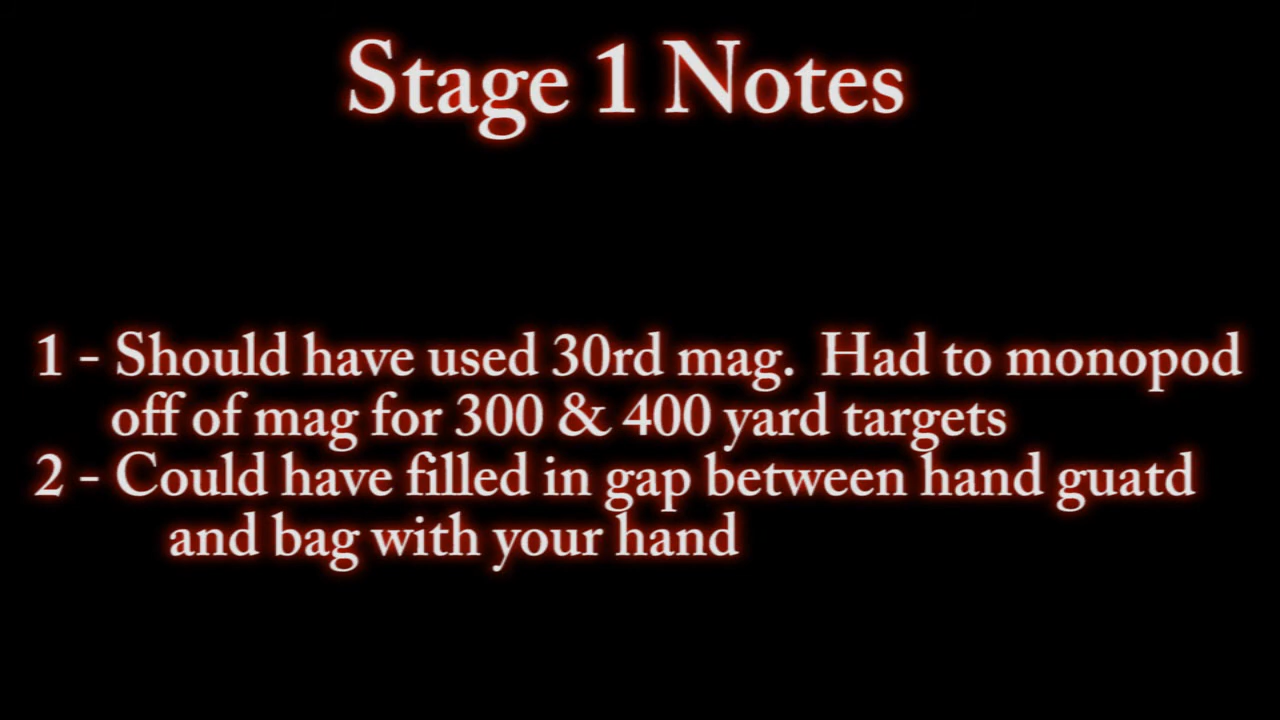 Stage 1 Notes
1 - Should have used 30rd mag.  Had to monopod
off of mag for 300 & 400 yard targets
2 - Could have filled in gap between hand guatd
and bag with your hand